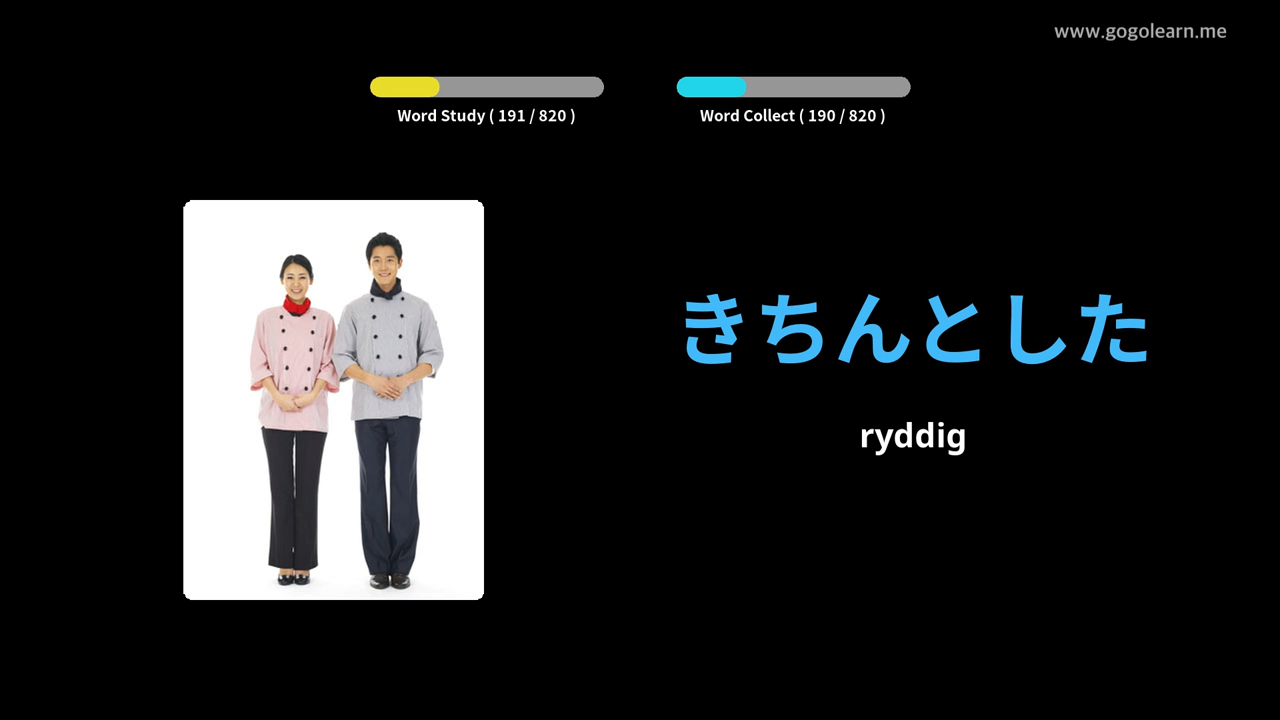 www.gogolearn.me
Word Study ( 191 / 820 )
Word Collect ( 190 / 820 )
きちんとした
ryddig